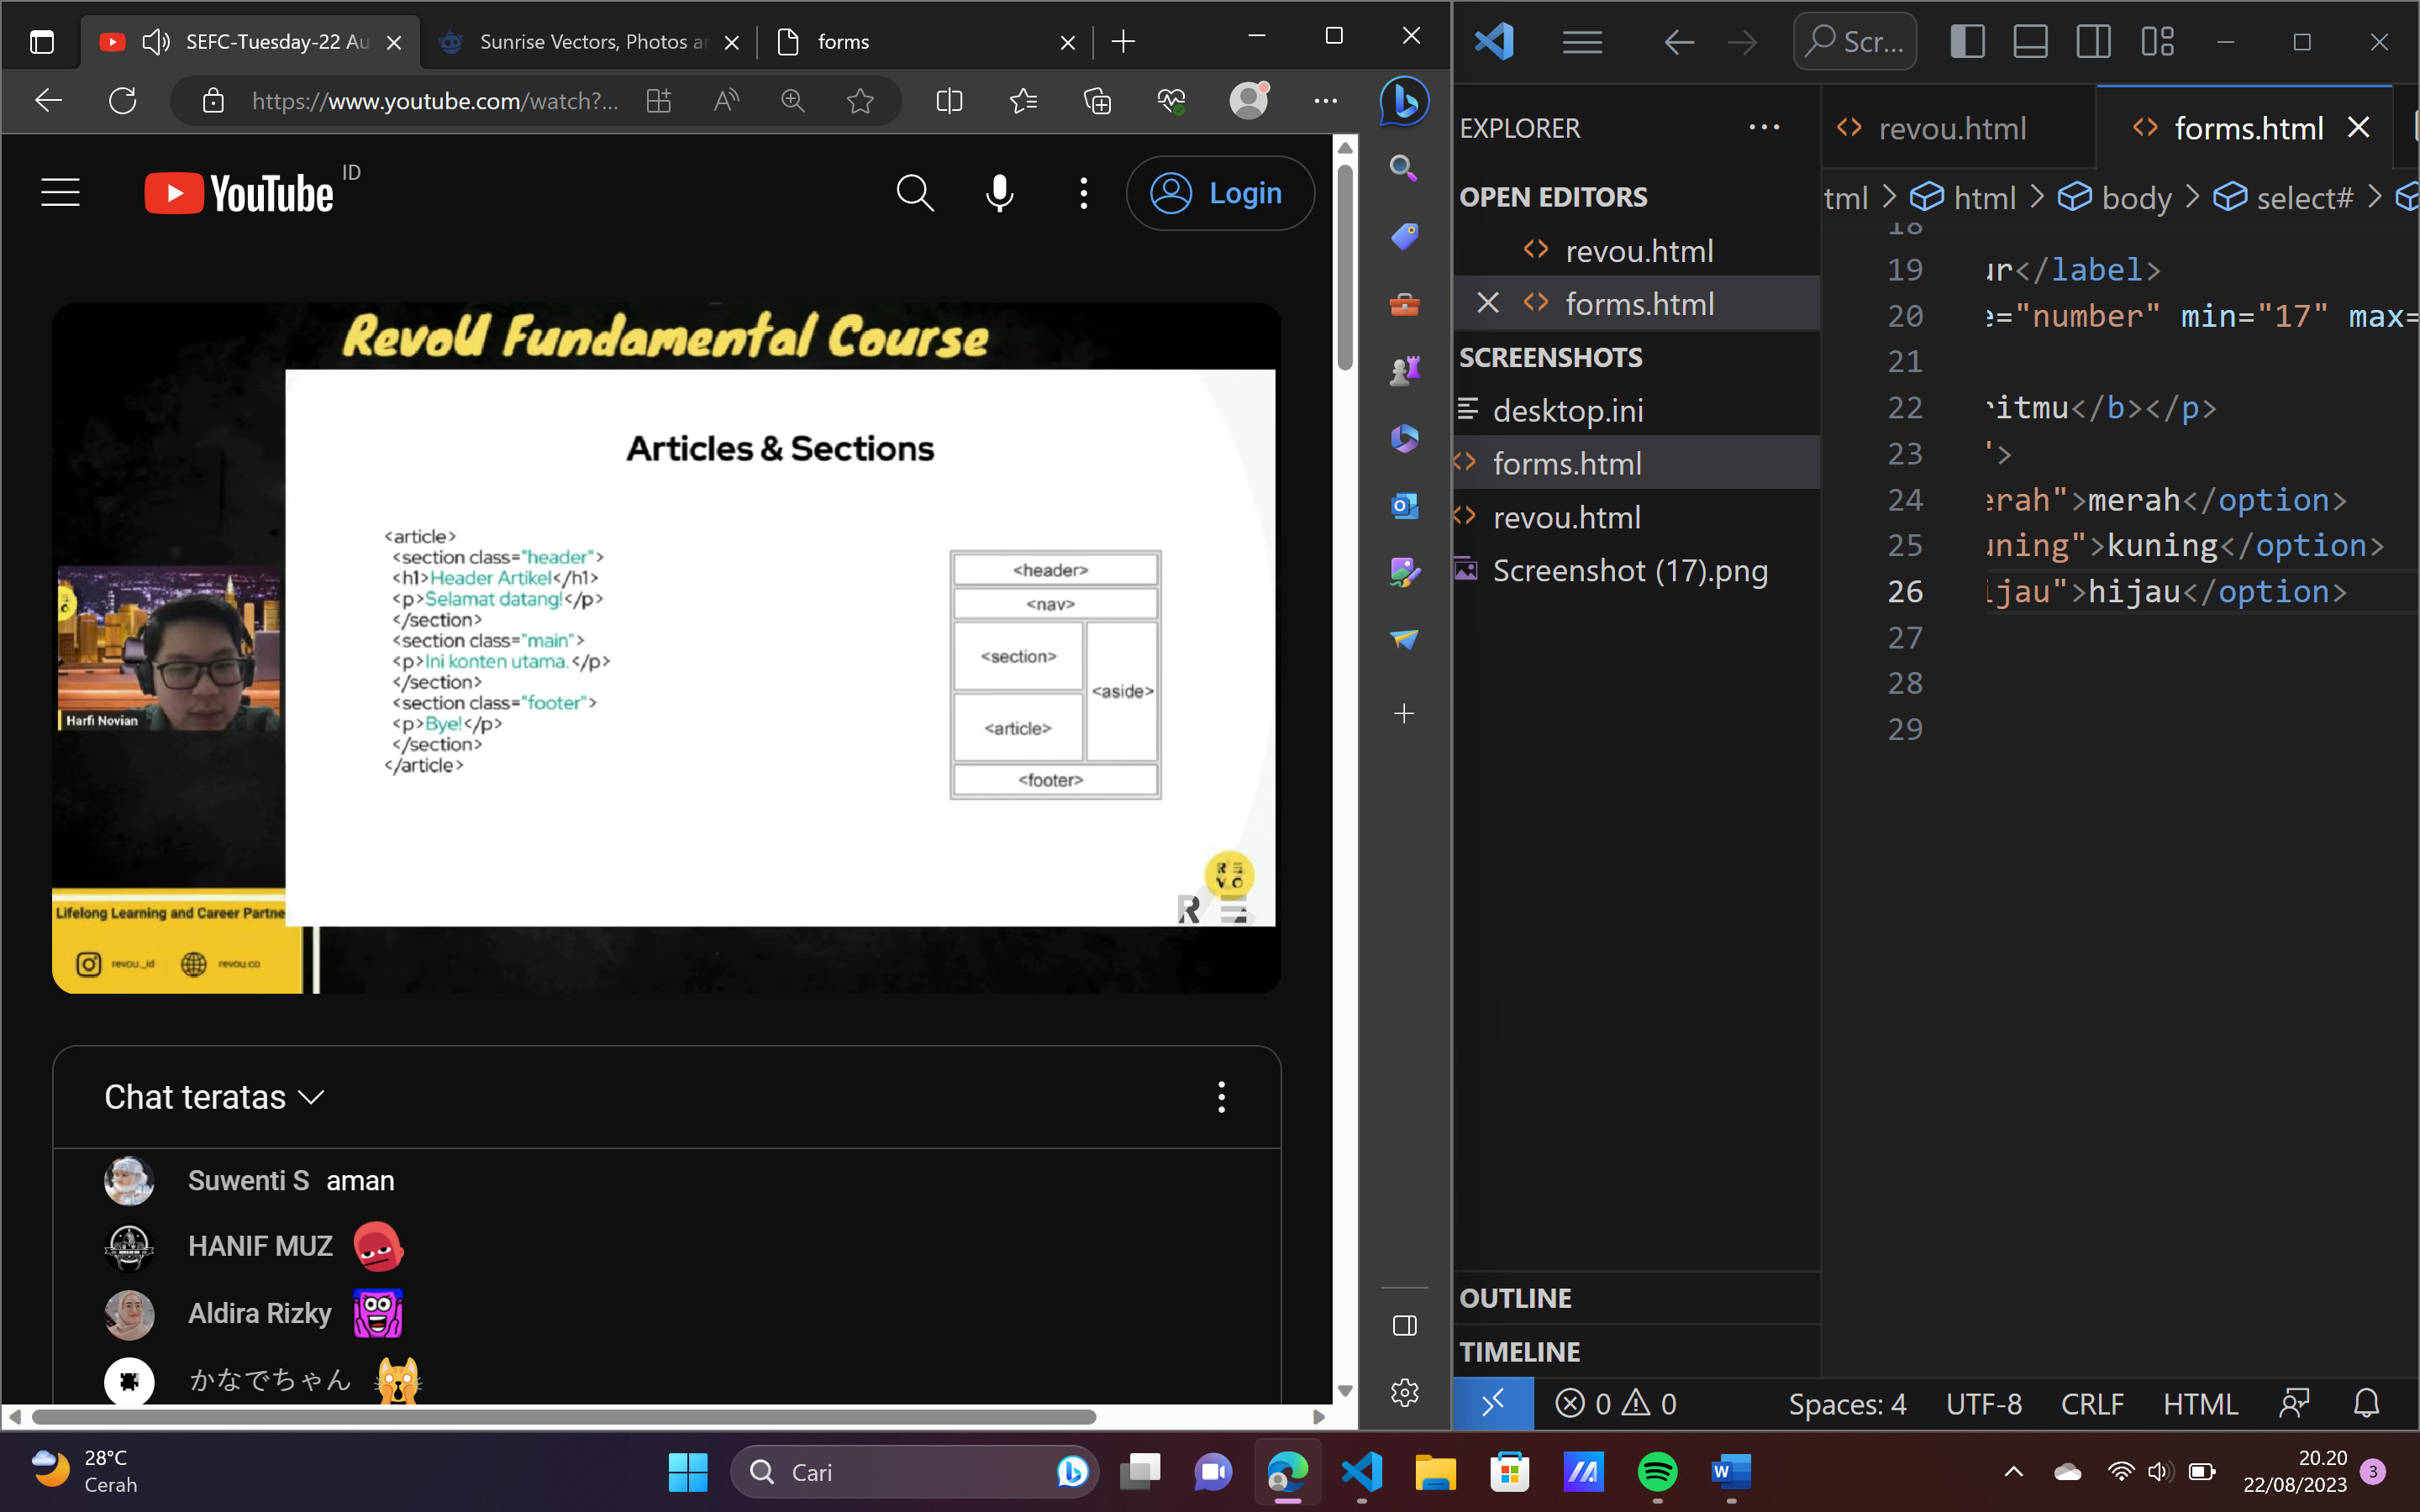 SEFC-Tuesday-22 Au
Sunrise Vectors, Photos ar
forms
https://www.youtube.com/watch?...
YouTube
ID
Login
RevoU Fundamental Course
Articles & Sections
<article>
<section class="header">
<h1>Header Artikel</h1>
<p>Selamat datang!</p>
</section>
<section class="main">
<p>Ini konten utama.</p>
</section>
<section class="footer">
<p>Bye!</p>
</section>
</article>
<header>
<nav>
<section>
<aside>
<article>
<footer>
Harfi Novian
Lifelong Learning and Career Partne
revou_id
revou.co
Chat teratas
Suwenti S aman
HANIF MUZ
Aldira Rizky
かなでちゃん
Scr...
EXPLORER
OPEN EDITORS
revou.html
forms.html
SCREENSHOTS
desktop.ini
forms.html
revou.html
Screenshot (17).png
OUTLINE
TIMELINE
revou.html
forms.html
tml > html > body > select# >
18
19 ur</label>
20 e="number" min="17" max=
21
22 ritmu</b></p>
23 ">
24 erah">merah</option>
25 uning">kuning</option>
26 ijau">hijau</option>
27
28
29
0 0
Spaces: 4
UTF-8
CRLF
HTML
28°C
Cerah
Cari
20.20
22/08/2023
3